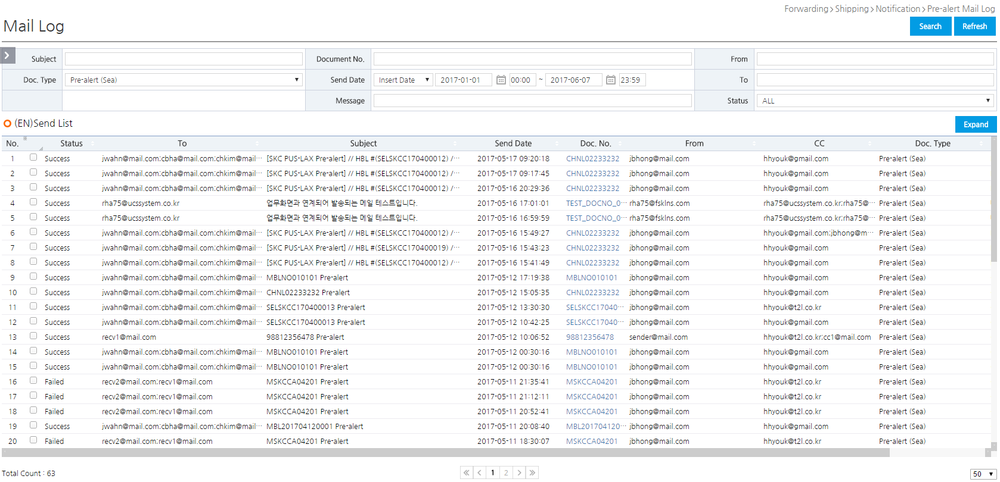 Forwarding > Shipping > Notification > Pre-alert Mail Log
Mail Log
Search Refresh
Subject Document No. From
Doc. Type Pre-alert (Sea) Send Date Insert Date 2017-01-01 00:00 ~ 2017-06-07 23:59 To
Message Status ALL
(EN)Send List
Expand
No. Status To Subject Send Date Doc. No. From CC Doc. Type
1 Success jwahn@mail.com;cbha@mail.com;chkim@mail··· [SKC PUS-LAX Pre-alert] // HBL #(SELSKCC170400012) /··· 2017-05-17 09:20:18 CHNL02233232 jbhong@mail.com hhyouk@gmail.com Pre-alert (Sea)
2 Success jwahn@mail.com;cbha@mail.com;chkim@mail··· [SKC PUS-LAX Pre-alert] // HBL #(SELSKCC170400012) /··· 2017-05-17 09:17:45 CHNL02233232 jbhong@mail.com hhyouk@gmail.com Pre-alert (Sea)
3 Success jwahn@mail.com;cbha@mail.com;chkim@mail··· [SKC PUS-LAX Pre-alert] // HBL #(SELSKCC170400012) /··· 2017-05-16 20:29:36 CHNL02233232 jbhong@mail.com hhyouk@gmail.com Pre-alert (Sea)
4 Success rha75@ucssystem.co.kr 업무화면과 연계되어 발송되는 메일 테스트입니다. 2017-05-16 17:01:01 TEST_DOCNO_0··· rha75@fsklns.com rha75@ucssystem.co.kr;rha75@··· Pre-alert (Sea)
5 Success rha75@ucssystem.co.kr 업무화면과 연계되어 발송되는 메일 테스트입니다. 2017-05-16 16:59:59 TEST_DOCNO_0··· rha75@fsklns.com rha75@ucssystem.co.kr;rha75@··· Pre-alert (Sea)
6 Success jwahn@mail.com;cbha@mail.com;chkim@mail··· [SKC PUS-LAX Pre-alert] // HBL #(SELSKCC170400012) /··· 2017-05-16 15:49:27 CHNL02233232 jbhong@mail.com hhyouk@gmail.com;jbhong@m··· Pre-alert (Sea)
7 Success jwahn@mail.com;cbha@mail.com;chkim@mail··· [SKC PUS-LAX Pre-alert] // HBL #(SELSKCC170400019) /··· 2017-05-16 15:43:23 CHNL02233232 jbhong@mail.com hhyouk@gmail.com Pre-alert (Sea)
8 Success jwahn@mail.com;cbha@mail.com;chkim@mail··· [SKC PUS-LAX Pre-alert] // HBL #(SELSKCC170400012) /··· 2017-05-16 15:41:49 CHNL02233232 jbhong@mail.com hhyouk@gmail.com Pre-alert (Sea)
9 Success jwahn@mail.com;cbha@mail.com;chkim@mail··· MBLNO010101 Pre-alert 2017-05-12 17:19:38 MBLNO010101 jbhong@mail.com hhyouk@gmail.com Pre-alert (Sea)
10 Success jwahn@mail.com;cbha@mail.com;chkim@mail··· CHNL02233232 Pre-alert 2017-05-12 15:05:35 CHNL02233232 jbhong@mail.com hhyouk@gmail.com Pre-alert (Sea)
11 Success jwahn@mail.com;cbha@mail.com;chkim@mail··· SELSKCC170400013 Pre-alert 2017-05-12 13:30:30 SELSKCC17040··· jbhong@mail.com hhyouk@t2l.co.kr Pre-alert (Sea)
12 Success jwahn@mail.com;cbha@mail.com;chkim@mail··· SELSKCC170400013 Pre-alert 2017-05-12 10:42:25 SELSKCC17040··· jbhong@mail.com hhyouk@t2l.co.kr Pre-alert (Sea)
13 Success recv1@mail.com 98812356478 Pre-alert 2017-05-12 10:06:52 98812356478 sender@mail.com hhyouk@t2l.co.kr;cc1@mail.com Pre-alert (Sea)
14 Success jwahn@mail.com;cbha@mail.com;chkim@mail··· MBLNO010101 Pre-alert 2017-05-12 00:30:16 MBLNO010101 jbhong@mail.com hhyouk@gmail.com Pre-alert (Sea)
15 Success jwahn@mail.com;cbha@mail.com;chkim@mail··· MBLNO010101 Pre-alert 2017-05-12 00:30:16 MBLNO010101 jbhong@mail.com hhyouk@gmail.com Pre-alert (Sea)
16 Failed recv2@mail.com;recv1@mail.com MSKCCA04201 Pre-alert 2017-05-11 21:35:41 MSKCCA04201 jbhong@mail.com hhyouk@t2l.co.kr Pre-alert (Sea)
17 Failed recv2@mail.com;recv1@mail.com MSKCCA04201 Pre-alert 2017-05-11 21:12:11 MSKCCA04201 jbhong@mail.com hhyouk@t2l.co.kr Pre-alert (Sea)
18 Failed recv2@mail.com;recv1@mail.com MSKCCA04201 Pre-alert 2017-05-11 20:52:41 MSKCCA04201 jbhong@mail.com hhyouk@t2l.co.kr Pre-alert (Sea)
19 Success jwahn@mail.com;cbha@mail.com;chkim@mail··· MBL201704120001 Pre-alert 2017-05-11 20:08:40 MBL201704120··· jbhong@mail.com hhyouk@gmail.com Pre-alert (Sea)
20 Failed recv2@mail.com;recv1@mail.com MSKCCA04201 Pre-alert 2017-05-11 18:30:07 MSKCCA04201 jbhong@mail.com hhyouk@t2l.co.kr Pre-alert (Sea)
Total Count : 63 1 2 50